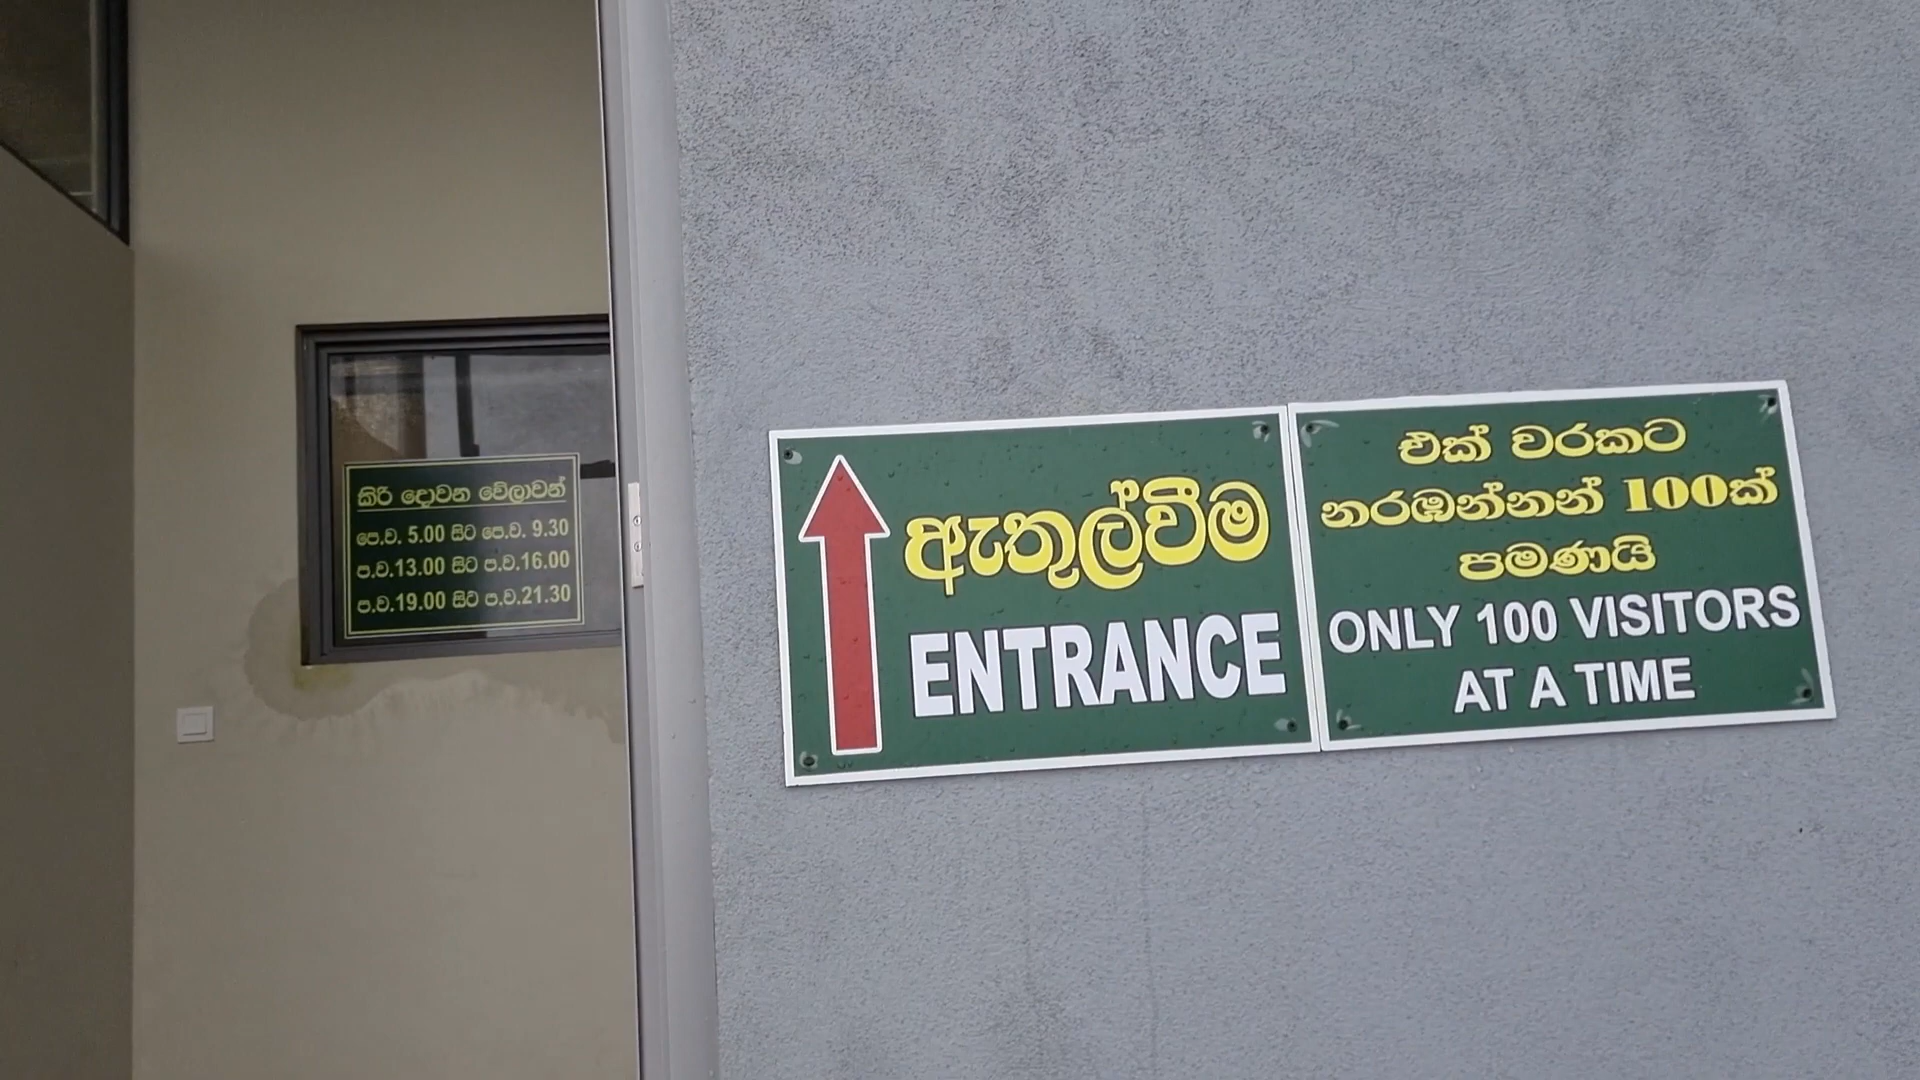 කිරි දොවන වේලාවන්
පෙ.ව. 5.00 සිට පෙ.ව. 9.30
ප.ව.13.00 සිට ප.ව.16.00
ප.ව.19.00 සිට ප.ව.21.30
ඇතුල්වීම
ENTRANCE
එක් වරකට
නරඹන්නන් 100ක්
පමණයි
ONLY 100 VISITORS
AT A TIME